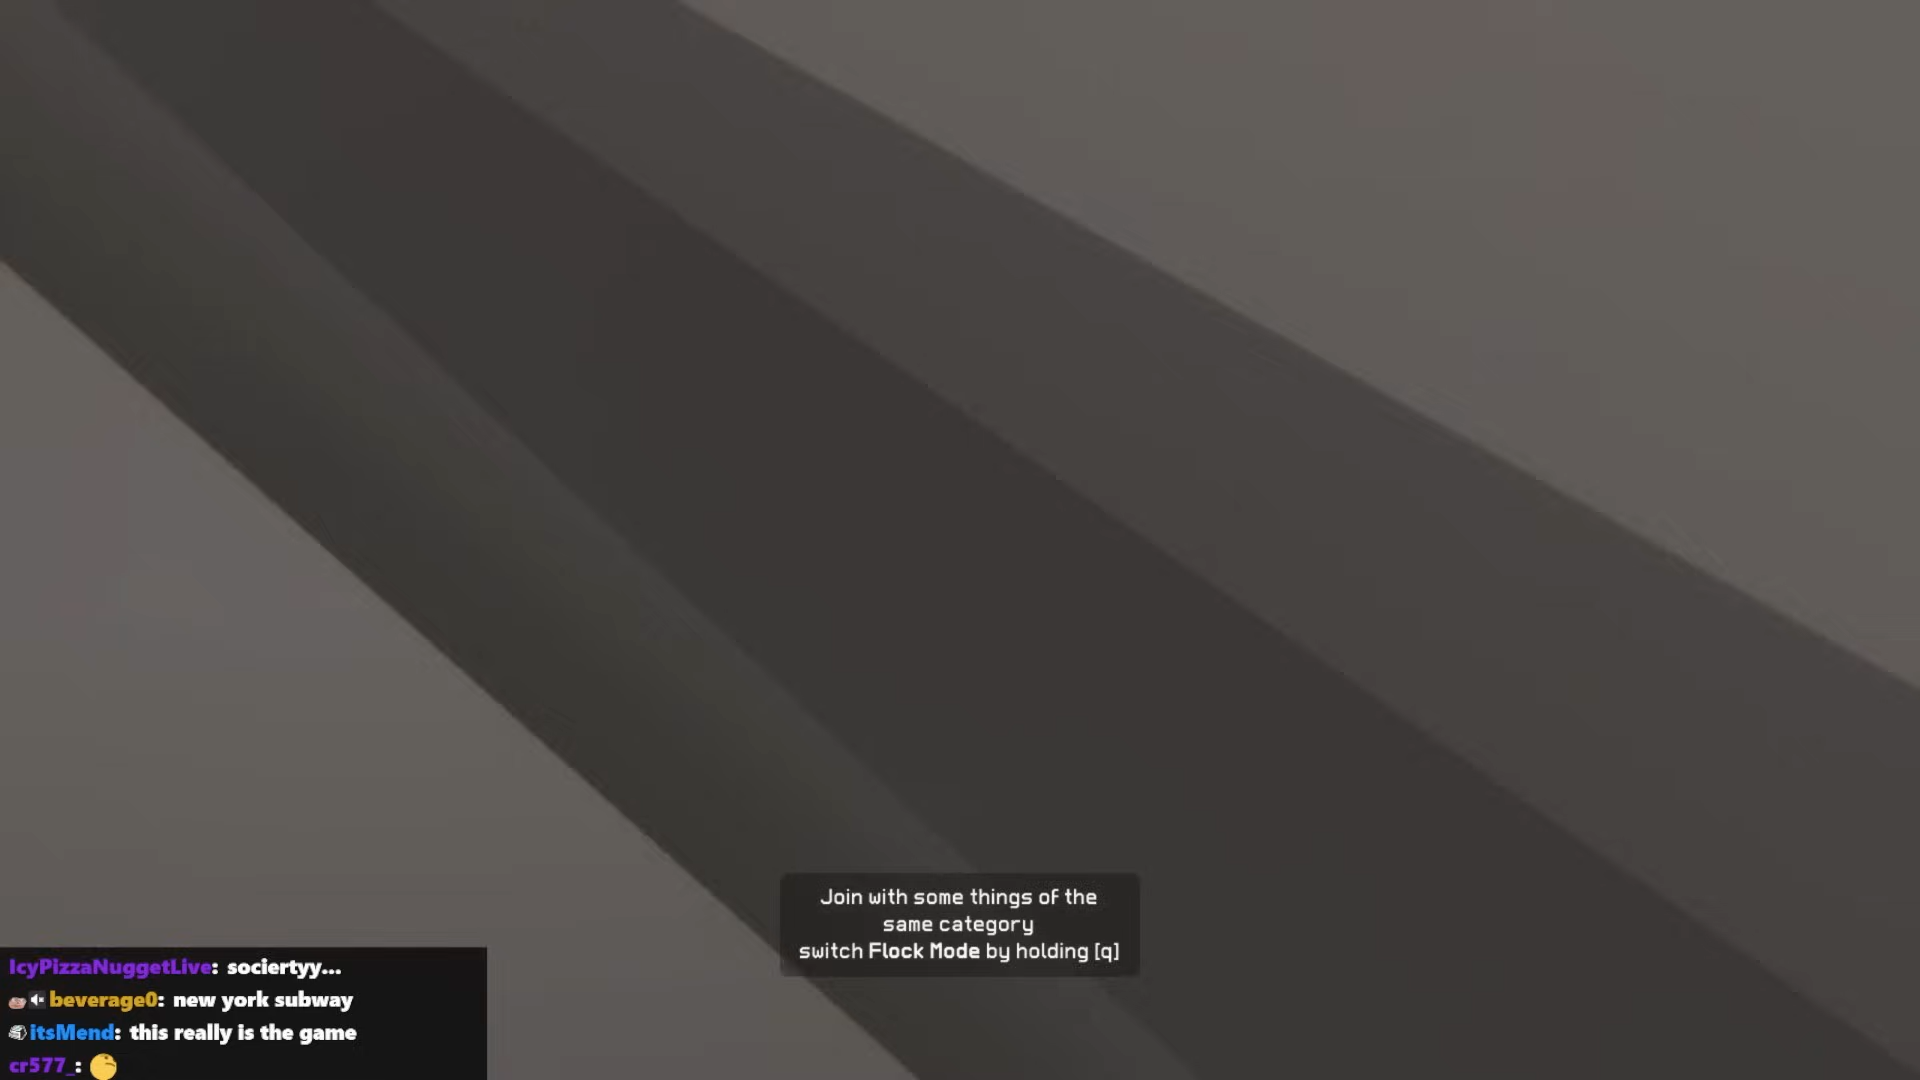 Join with some things of the
same category
switch Flock Mode by holding [q]
IcyPizzaNuggetLive: sociertyy...
beverage0: new york subway
itsMend: this really is the game
cr577_: